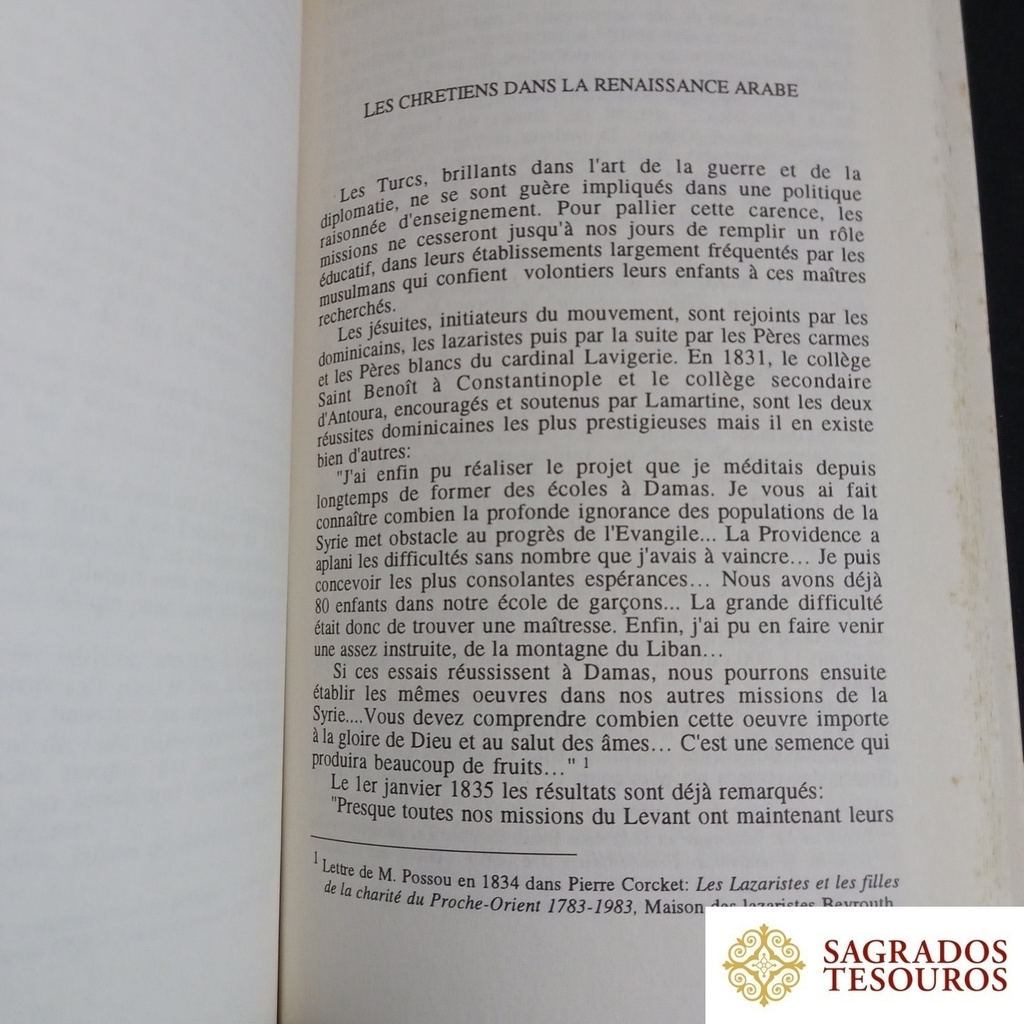 LES CHRETIENS DANS LA RENAISSANCE ARABE
Les Turcs, brillants dans l'art de la guerre et de la
diplomatie, ne se sont guère impliqués dans une politique
raisonnée d'enseignement. Pour pallier cette carence, les
missions ne cesseront jusqu'à nos jours de remplir un rôle
éducatif, dans leurs établissements largement fréquentés par les
musulmans qui confient volontiers leurs enfants à ces maîtres
recherchés.
Les jésuites, initiateurs du mouvement, sont rejoints par les
dominicains, les lazaristes puis par la suite par les Pères carmes
et les Pères blancs du cardinal Lavigerie. En 1831, le collège
Saint Benoît à Constantinople et le collège secondaire
d'Antoura, encouragés et soutenus par Lamartine, sont les deux
réussites dominicaines les plus prestigieuses mais il en existe
bien d'autres:
"J'ai enfin pu réaliser le projet que je méditais depuis
longtemps de former des écoles à Damas. Je vous ai fait
connaître combien la profonde ignorance des populations de la
Syrie met obstacle au progrès de l'Evangile... La Providence a
aplani les difficultés sans nombre que j'avais à vaincre... Je puis
concevoir les plus consolantes espérances... Nous avons déjà
80 enfants dans notre école de garçons... La grande difficulté
était donc de trouver une maîtresse. Enfin, j'ai pu en faire venir
une assez instruite, de la montagne du Liban...
Si ces essais réussissent à Damas, nous pourrons ensuite
établir les mêmes oeuvres dans nos autres missions de la
Syrie....Vous devez comprendre combien cette oeuvre importe
à la gloire de Dieu et au salut des âmes... C'est une semence qui
produira beaucoup de fruits..." 1
Le 1er janvier 1835 les résultats sont déjà remarqués:
"Presque toutes nos missions du Levant ont maintenant leurs
1 Lettre de M. Possou en 1834 dans Pierre Corcket: Les Lazaristes et les filles
de la charité du Proche-Orient 1783-1983, Maison des lazaristes Beyrouth
SAGRADOS
TESOUROS